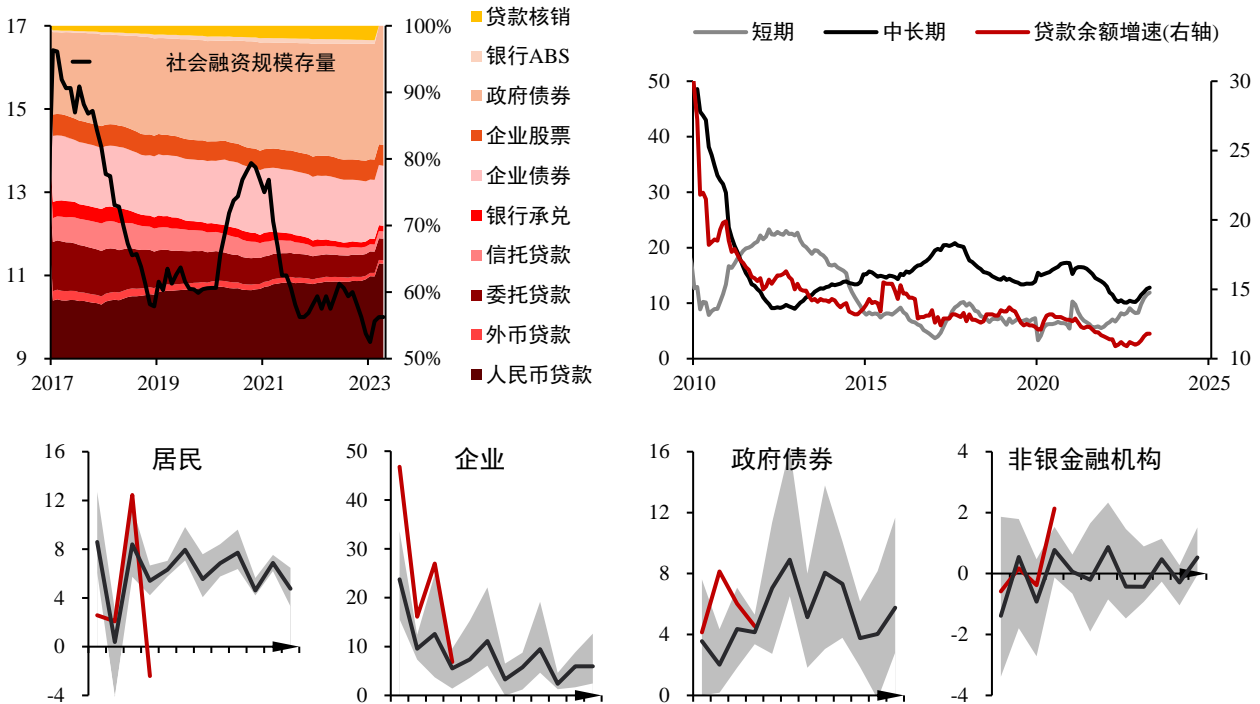 17
15
13
11
9
100%
90%
80%
70%
60%
50%
2017
2019
2021
2023
社会融资规模存量
贷款核销
银行ABS
政府债券
企业股票
企业债券
银行承兑
信托贷款
委托贷款
外币贷款
人民币贷款
短期
中长期
贷款余额增速(右轴)
50
40
30
20
10
0
30
25
20
15
10
2010
2015
2020
2025
居民
16
12
8
4
0
-4
企业
50
40
30
20
10
0
政府债券
16
12
8
4
0
非银金融机构
4
2
0
-2
-4